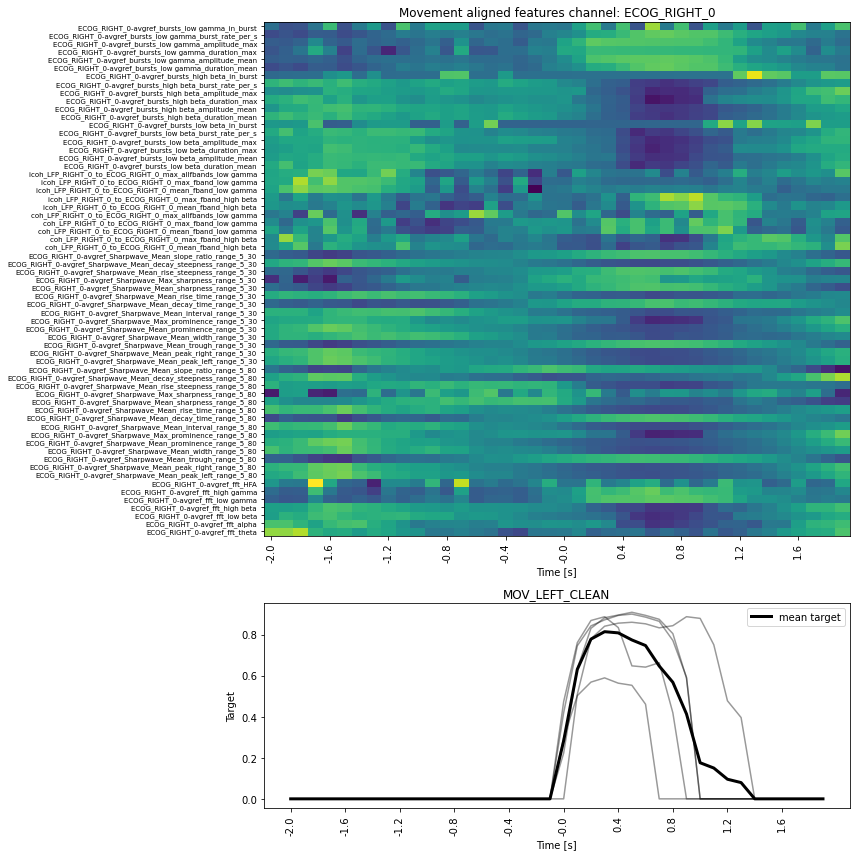 Movement aligned features channel: ECOG_RIGHT_0
ECOG_RIGHT_0-avgref_bursts_low gamma_in_burst
ECOG_RIGHT_0-avgref_bursts_low gamma_burst_rate_per_s
ECOG_RIGHT_0-avgref_bursts_low gamma_amplitude_max
ECOG_RIGHT_0-avgref_bursts_low gamma_duration_max
ECOG_RIGHT_0-avgref_bursts_low gamma_amplitude_mean
ECOG_RIGHT_0-avgref_bursts_low gamma_duration_mean
ECOG_RIGHT_0-avgref_bursts_high beta_in_burst
ECOG_RIGHT_0-avgref_bursts_high beta_burst_rate_per_s
ECOG_RIGHT_0-avgref_bursts_high beta_amplitude_max
ECOG_RIGHT_0-avgref_bursts_high beta_duration_max
ECOG_RIGHT_0-avgref_bursts_high beta_amplitude_mean
ECOG_RIGHT_0-avgref_bursts_high beta_duration_mean
ECOG_RIGHT_0-avgref_bursts_low beta_in_burst
ECOG_RIGHT_0-avgref_bursts_low beta_burst_rate_per_s
ECOG_RIGHT_0-avgref_bursts_low beta_amplitude_max
ECOG_RIGHT_0-avgref_bursts_low beta_duration_max
ECOG_RIGHT_0-avgref_bursts_low beta_amplitude_mean
ECOG_RIGHT_0-avgref_bursts_low beta_duration_mean
icoh_LFP_RIGHT_0_to_ECOG_RIGHT_0_max_allfbands_low gamma
icoh_LFP_RIGHT_0_to_ECOG_RIGHT_0_max_fband_low gamma
icoh_LFP_RIGHT_0_to_ECOG_RIGHT_0_mean_fband_low gamma
icoh_LFP_RIGHT_0_to_ECOG_RIGHT_0_max_fband_high beta
icoh_LFP_RIGHT_0_to_ECOG_RIGHT_0_mean_fband_high beta
coh_LFP_RIGHT_0_to_ECOG_RIGHT_0_max_allfbands_low gamma
coh_LFP_RIGHT_0_to_ECOG_RIGHT_0_max_fband_low gamma
coh_LFP_RIGHT_0_to_ECOG_RIGHT_0_mean_fband_low gamma
coh_LFP_RIGHT_0_to_ECOG_RIGHT_0_max_fband_high beta
coh_LFP_RIGHT_0_to_ECOG_RIGHT_0_mean_fband_high beta
ECOG_RIGHT_0-avgref_Sharpwave_Mean_slope_ratio_range_5_30
ECOG_RIGHT_0-avgref_Sharpwave_Mean_decay_steepness_range_5_30
ECOG_RIGHT_0-avgref_Sharpwave_Mean_rise_steepness_range_5_30
ECOG_RIGHT_0-avgref_Sharpwave_Max_sharpness_range_5_30
ECOG_RIGHT_0-avgref_Sharpwave_Mean_sharpness_range_5_30
ECOG_RIGHT_0-avgref_Sharpwave_Mean_rise_time_range_5_30
ECOG_RIGHT_0-avgref_Sharpwave_Mean_decay_time_range_5_30
ECOG_RIGHT_0-avgref_Sharpwave_Mean_interval_range_5_30
ECOG_RIGHT_0-avgref_Sharpwave_Max_prominence_range_5_30
ECOG_RIGHT_0-avgref_Sharpwave_Mean_prominence_range_5_30
ECOG_RIGHT_0-avgref_Sharpwave_Mean_width_range_5_30
ECOG_RIGHT_0-avgref_Sharpwave_Mean_trough_range_5_30
ECOG_RIGHT_0-avgref_Sharpwave_Mean_peak_right_range_5_30
ECOG_RIGHT_0-avgref_Sharpwave_Mean_peak_left_range_5_30
ECOG_RIGHT_0-avgref_Sharpwave_Mean_slope_ratio_range_5_80
ECOG_RIGHT_0-avgref_Sharpwave_Mean_decay_steepness_range_5_80
ECOG_RIGHT_0-avgref_Sharpwave_Mean_rise_steepness_range_5_80
ECOG_RIGHT_0-avgref_Sharpwave_Max_sharpness_range_5_80
ECOG_RIGHT_0-avgref_Sharpwave_Mean_sharpness_range_5_80
ECOG_RIGHT_0-avgref_Sharpwave_Mean_rise_time_range_5_80
ECOG_RIGHT_0-avgref_Sharpwave_Mean_decay_time_range_5_80
ECOG_RIGHT_0-avgref_Sharpwave_Mean_interval_range_5_80
ECOG_RIGHT_0-avgref_Sharpwave_Max_prominence_range_5_80
ECOG_RIGHT_0-avgref_Sharpwave_Mean_prominence_range_5_80
ECOG_RIGHT_0-avgref_Sharpwave_Mean_width_range_5_80
ECOG_RIGHT_0-avgref_Sharpwave_Mean_trough_range_5_80
ECOG_RIGHT_0-avgref_Sharpwave_Mean_peak_right_range_5_80
ECOG_RIGHT_0-avgref_Sharpwave_Mean_peak_left_range_5_80
ECOG_RIGHT_0-avgref_fft_HFA
ECOG_RIGHT_0-avgref_fft_high gamma
ECOG_RIGHT_0-avgref_fft_low gamma
ECOG_RIGHT_0-avgref_fft_high beta
ECOG_RIGHT_0-avgref_fft_low beta
ECOG_RIGHT_0-avgref_fft_alpha
ECOG_RIGHT_0-avgref_fft_theta
-2.0 -1.6 -1.2 -0.8 -0.4 -0.0 0.4 0.8 1.2 1.6
Time [s]
MOV_LEFT_CLEAN
mean target
0.8
0.6
0.4
0.2
0.0
Target
-2.0 -1.6 -1.2 -0.8 -0.4 -0.0 0.4 0.8 1.2 1.6
Time [s]